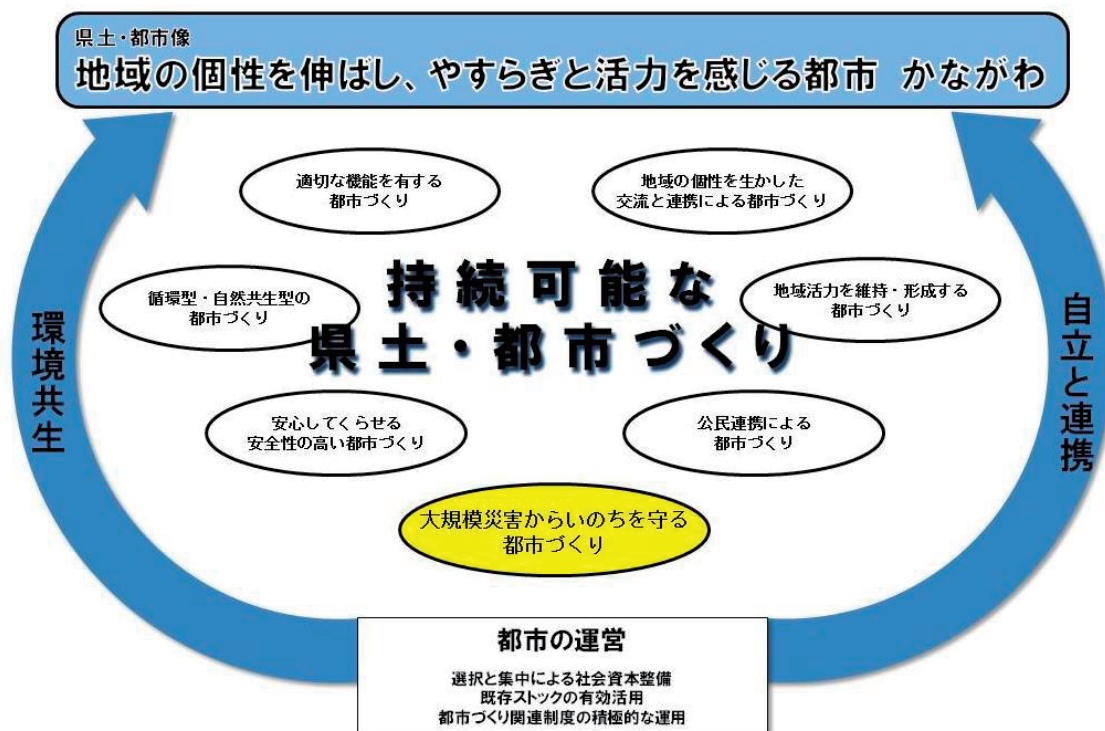 県土・都市像
地域の個性を伸ばし、やすらぎと活力を感じる都市 かながわ
適切な機能を有する
都市づくり
地域の個性を生かした
交流と連携による都市づくり
持続可能な
県土・都市づくり
循環型・自然共生型の
都市づくり
地域活力を維持・形成する
都市づくり
環境共生
自立と連携
安心してくらせる
安全性の高い都市づくり
公民連携による
都市づくり
大規模災害からいのちを守る
都市づくり
都市の運営
選択と集中による社会資本整備
既存ストックの有効活用
都市づくり関連制度の積極的な運用